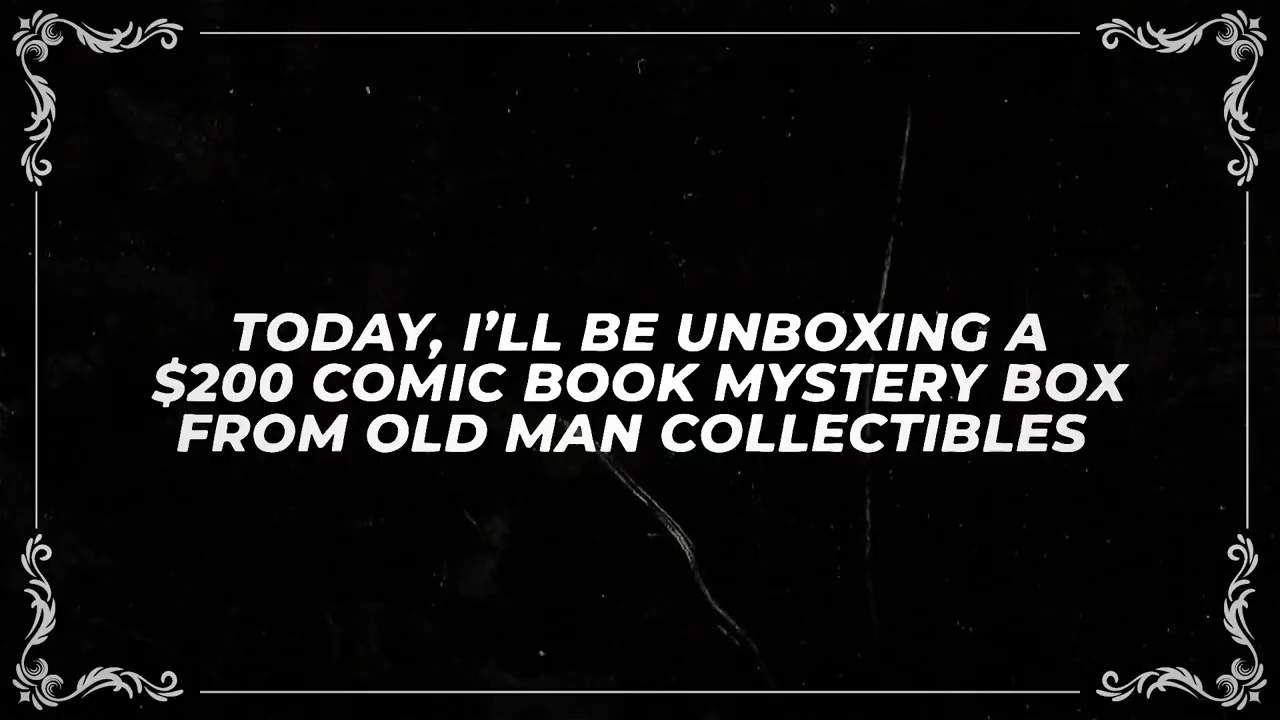 TODAY, I’LL BE UNBOXING A
$200 COMIC BOOK MYSTERY BOX
FROM OLD MAN COLLECTIBLES